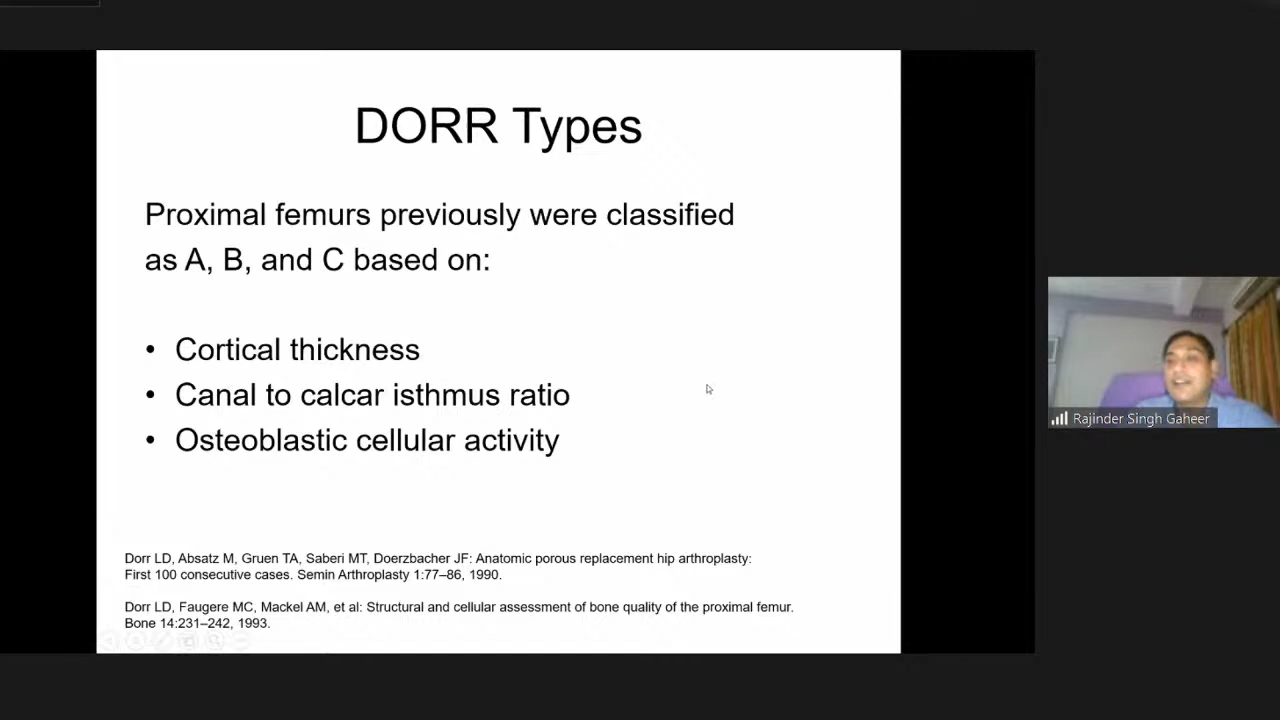 DORR Types
Proximal femurs previously were classified
as A, B, and C based on:
• Cortical thickness
• Canal to calcar isthmus ratio
• Osteoblastic cellular activity
Dorr LD, Absatz M, Gruen TA, Saberi MT, Doerzbacher JF: Anatomic porous replacement hip arthroplasty:
First 100 consecutive cases. Semin Arthroplasty 1:77–86, 1990.
Dorr LD, Faugere MC, Mackel AM, et al: Structural and cellular assessment of bone quality of the proximal femur.
Bone 14:231–242, 1993.
Rajinder Singh Gaheer